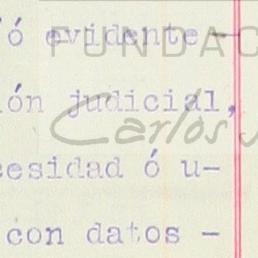 ó evidente -
ión judicial,
cesidad ó u-
con datos -
FUNDAC
Carlos